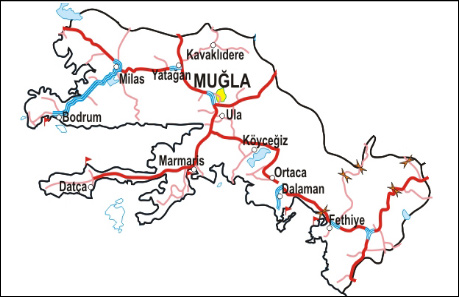 Kavaklıdere
Milas
Yatağan
MUĞLA
Bodrum
Ula
Köyceğiz
Marmaris
Ortaca
Datça
Dalaman
Fethiye